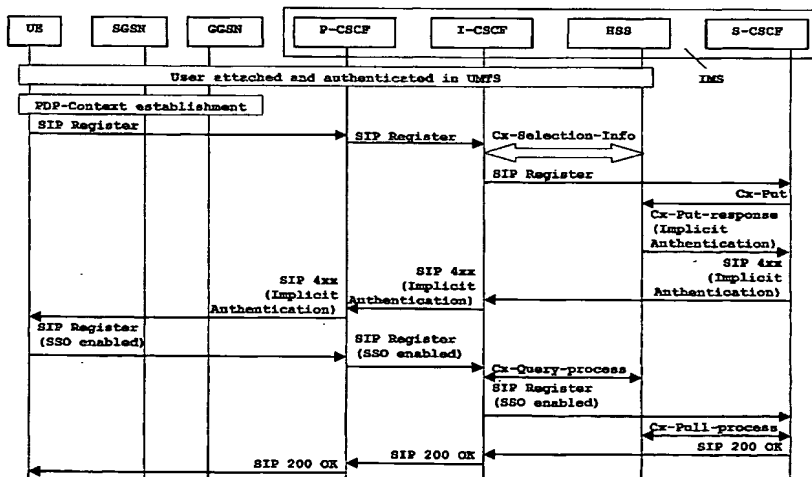 UE SGSN GGSN P-CSCF I-CSCF HSS S-CSCF
User attached and authenticated in UMTS
IMS
PDP-Context establishment
SIP Register
SIP Register
Cx-Selection-Info
SIP Register
Cx-Put
Cx-Put-response
(Implicit
Authentication)
SIP 4xx
(Implicit
Authentication)
SIP 4xx
(Implicit
Authentication)
SIP 4xx
(Implicit
Authentication)
SIP Register
(SSO enabled)
SIP Register
(SSO enabled)
Cx-Query-process
SIP Register
(SSO enabled)
Cx-Pull-process
SIP 200 OK
SIP 200 OK
SIP 200 OK